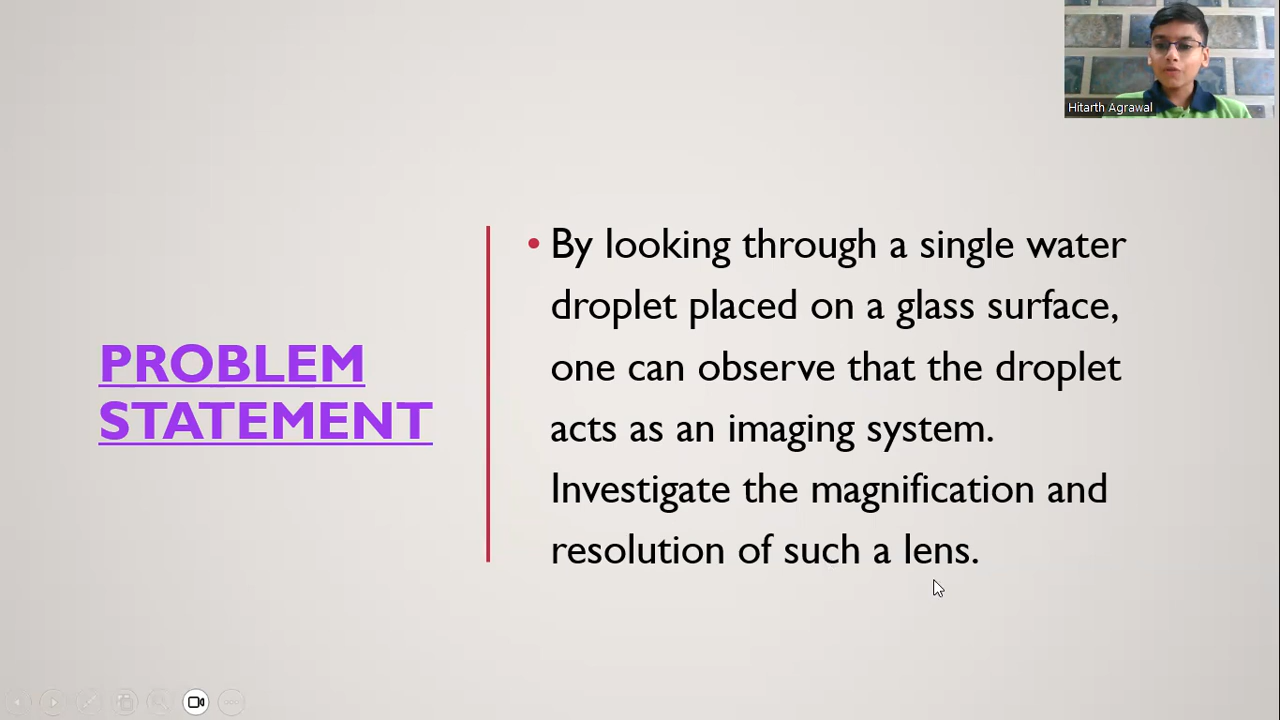 Hitarth Agrawal
PROBLEM
STATEMENT
• By looking through a single water
droplet placed on a glass surface,
one can observe that the droplet
acts as an imaging system.
Investigate the magnification and
resolution of such a lens.